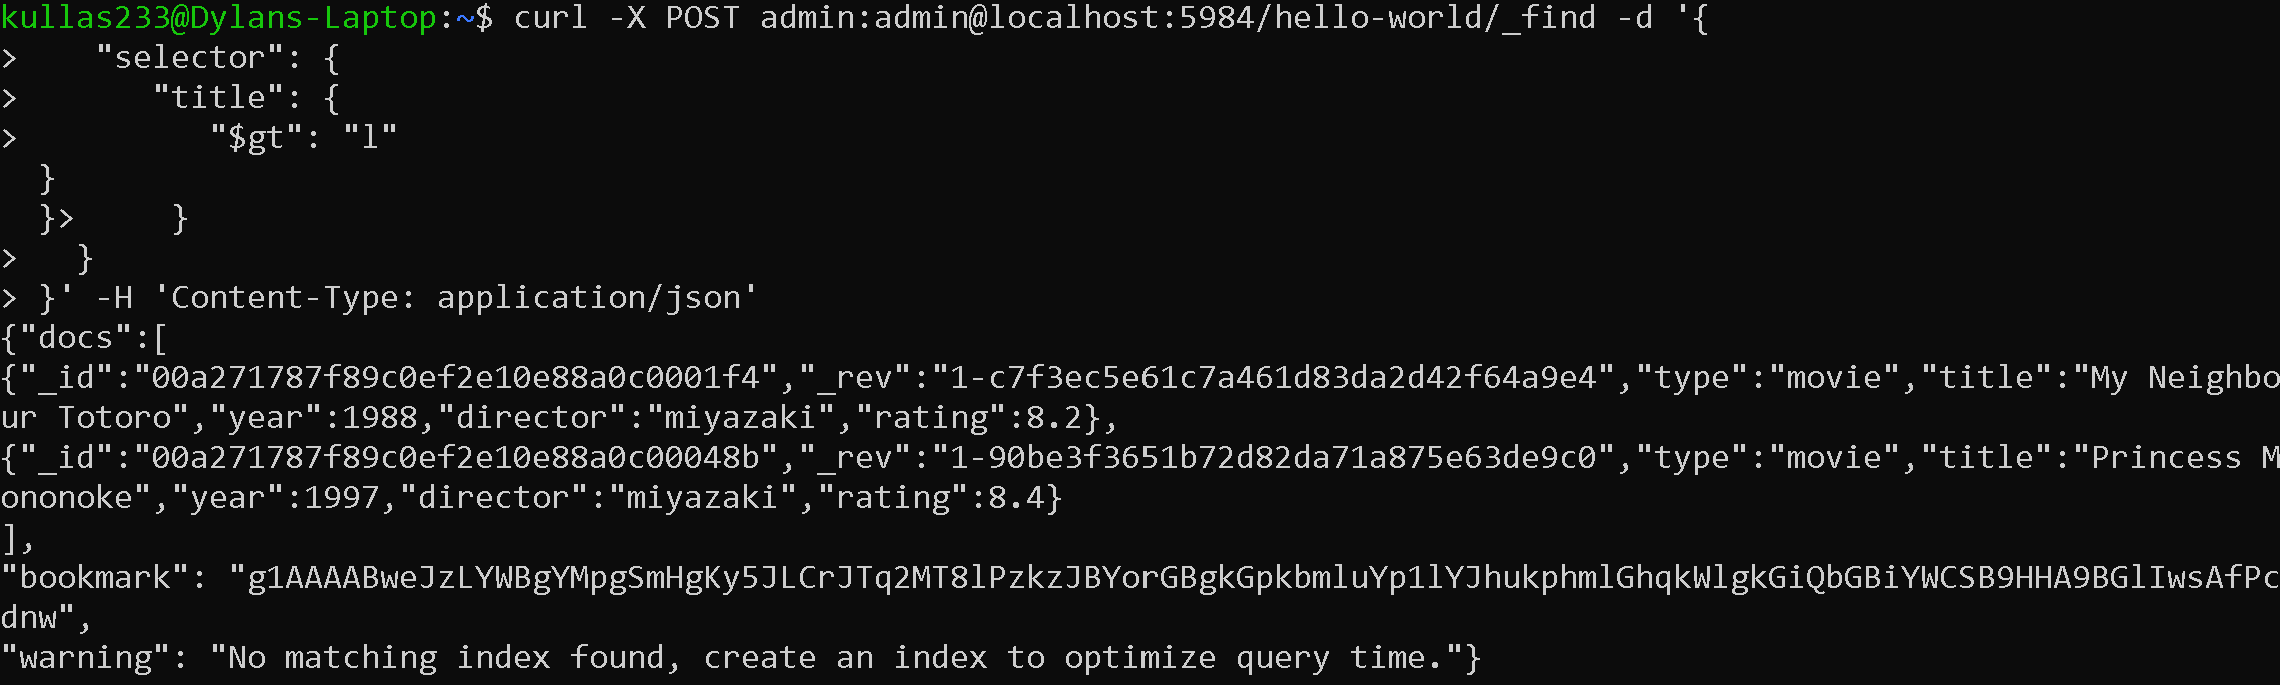 kullas233@Dylans-Laptop:~$ curl -X POST admin:admin@localhost:5984/hello-world/_find -d '{
>    "selector": {
>       "title": {
>          "$gt": "l"
  }
  }>     }
>   }
> }' -H 'Content-Type: application/json'
{"docs":[
{"_id":"00a271787f89c0ef2e10e88a0c0001f4","_rev":"1-c7f3ec5e61c7a461d83da2d42f64a9e4","type":"movie","title":"My Neighbo
ur Totoro","year":1988,"director":"miyazaki","rating":8.2},
{"_id":"00a271787f89c0ef2e10e88a0c00048b","_rev":"1-90be3f3651b72d82da71a875e63de9c0","type":"movie","title":"Princess M
ononoke","year":1997,"director":"miyazaki","rating":8.4}
],
"bookmark": "g1AAAABweJzLYWBgYMpgSmHgKy5JLCrJTq2MT8lPzkzJBYorGBgkGpkbmluYp1lYJhukphmlGhqkWlgkGiQbGBiYWCSB9HHA9BGlIwsAfPc
dnw",
"warning": "No matching index found, create an index to optimize query time."}